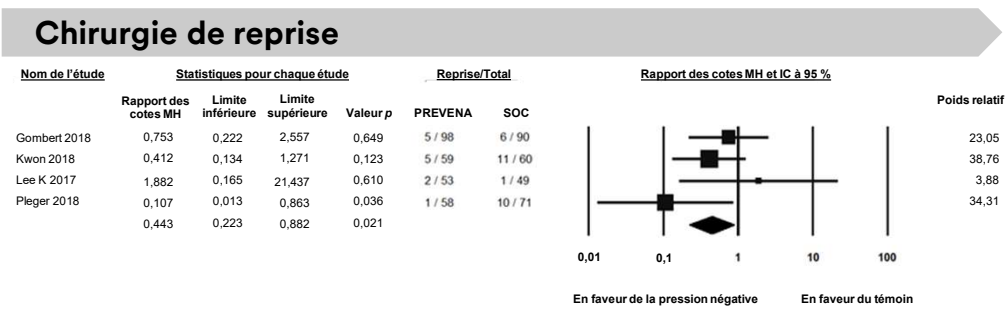 Chirurgie de reprise
Nom de l'étude Statistiques pour chaque étude Reprise/Total Rapport des cotes MH et IC à 95 %
Rapport des cotes MH Limite inférieure Limite supérieure Valeur p PREVENA SOC Poids relatif
Gombert 2018 0,753 0,222 2,557 0,649 5 / 98 6 / 90 23,05
Kwon 2018 0,412 0,134 1,271 0,123 5 / 59 11 / 60 38,76
Lee K 2017 1,882 0,165 21,437 0,610 2 / 53 1 / 49 3,88
Pleger 2018 0,107 0,013 0,863 0,036 1 / 58 10 / 71 34,31
0,443 0,223 0,882 0,021
0,01 0,1 1 10 100
En faveur de la pression négative En faveur du témoin